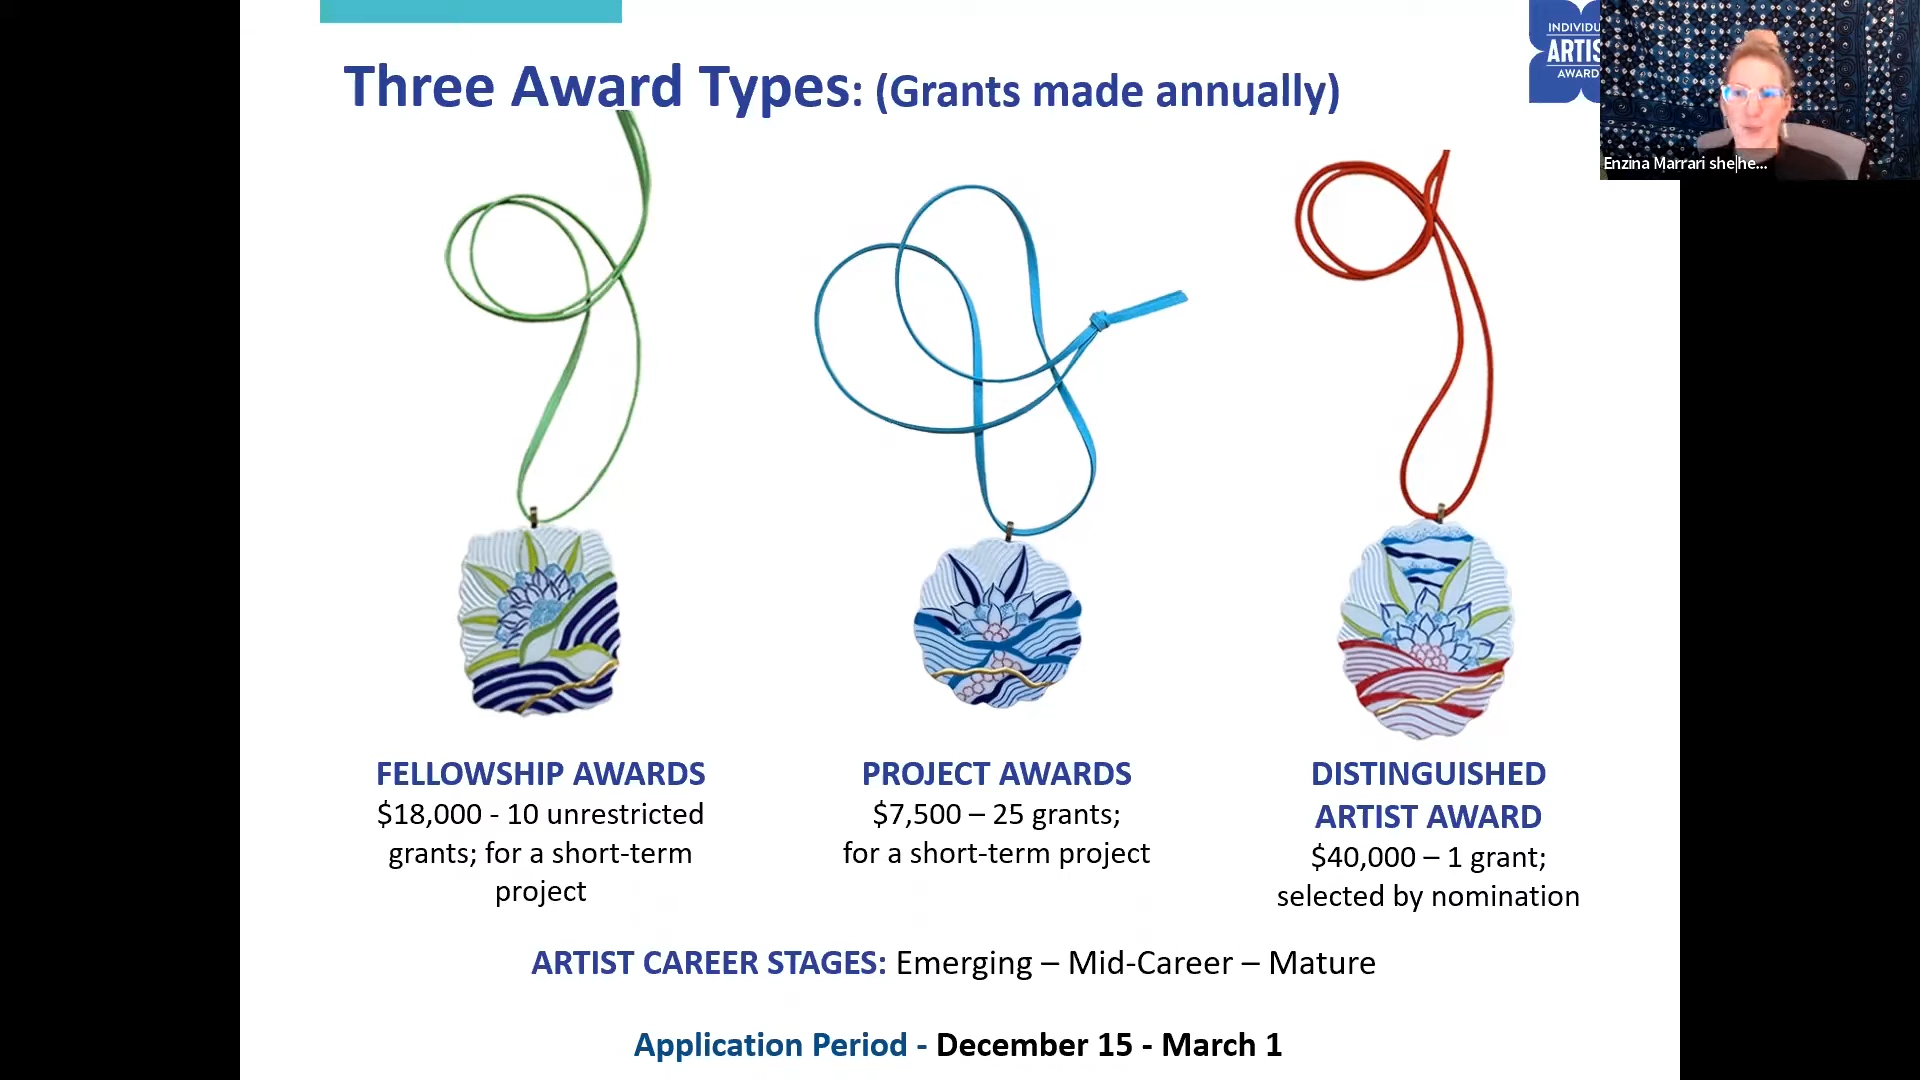 Three Award Types: (Grants made annually)
INDIVIDU
ARTIS
AWARD
Enzina Marrari she|he...
FELLOWSHIP AWARDS
$18,000 - 10 unrestricted
grants; for a short-term
project
PROJECT AWARDS
$7,500 – 25 grants;
for a short-term project
DISTINGUISHED
ARTIST AWARD
$40,000 – 1 grant;
selected by nomination
ARTIST CAREER STAGES: Emerging – Mid-Career – Mature
Application Period - December 15 - March 1